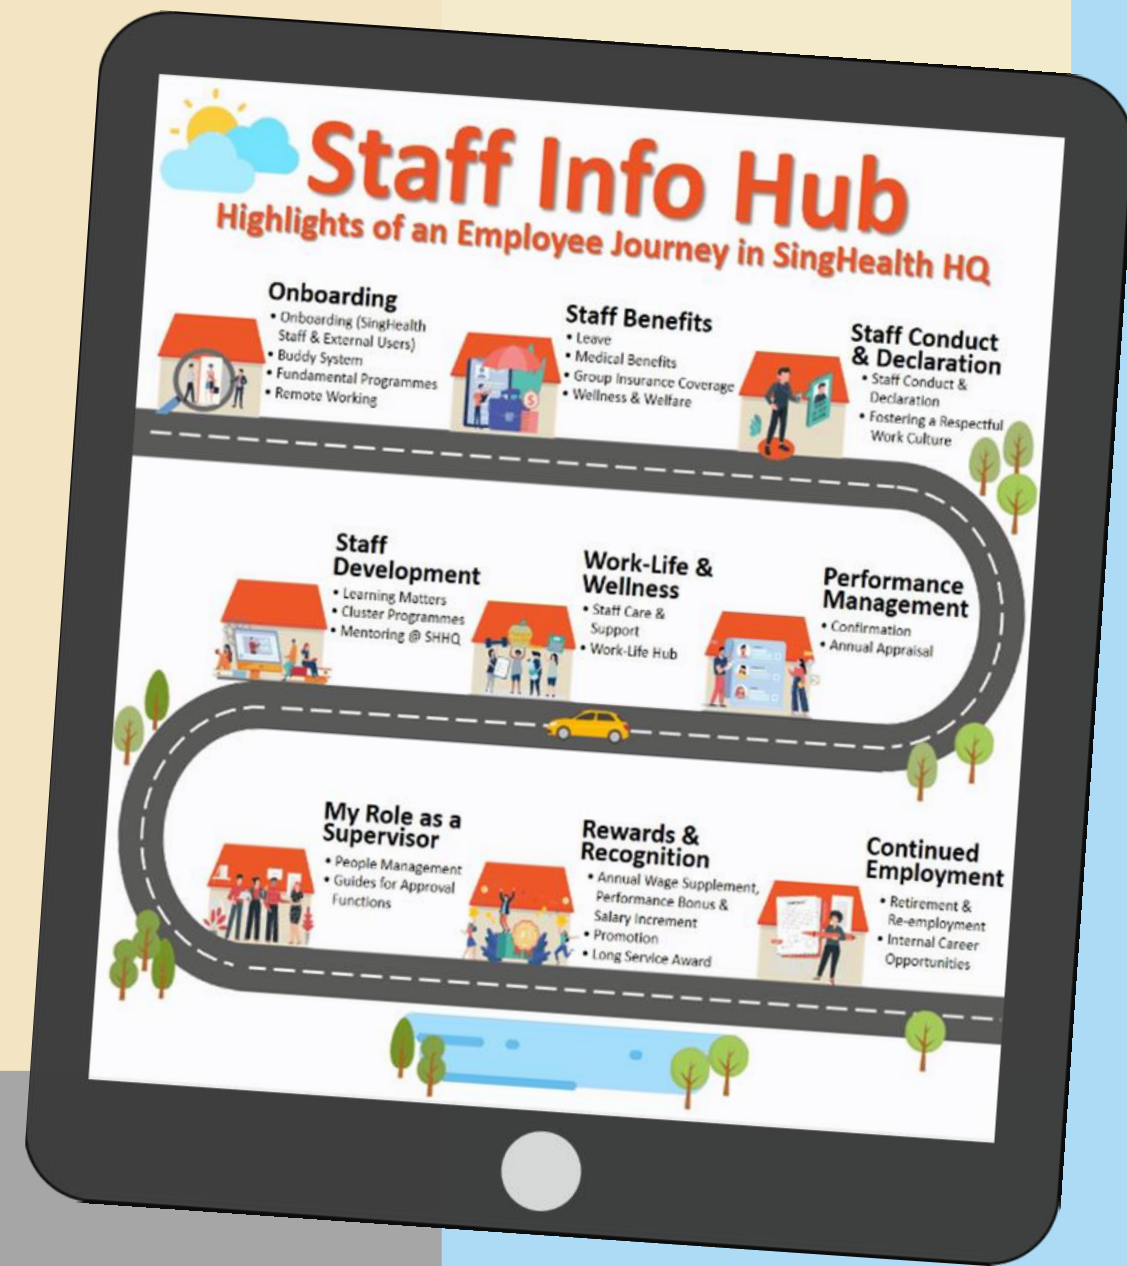 Staff Info Hub
Highlights of an Employee Journey in SingHealth HQ
Onboarding
• Onboarding (SingHealth
Staff & External Users)
• Buddy System
• Fundamental Programmes
• Remote Working
Staff Benefits
• Leave
• Medical Benefits
• Group Insurance Coverage
• Wellness & Welfare
Staff Conduct
& Declaration
• Staff Conduct &
Declaration
• Fostering a Respectful
Work Culture
Staff
Development
• Learning Matters
• Cluster Programmes
• Mentoring @ SHHQ
Work-Life &
Wellness
• Staff Care &
Support
• Work-Life Hub
Performance
Management
• Confirmation
• Annual Appraisal
My Role as a
Supervisor
• People Management
• Guides for Approval
Functions
Rewards &
Recognition
• Annual Wage Supplement,
Performance Bonus &
Salary Increment
• Promotion
• Long Service Award
Continued
Employment
• Retirement &
Re-employment
• Internal Career
Opportunities